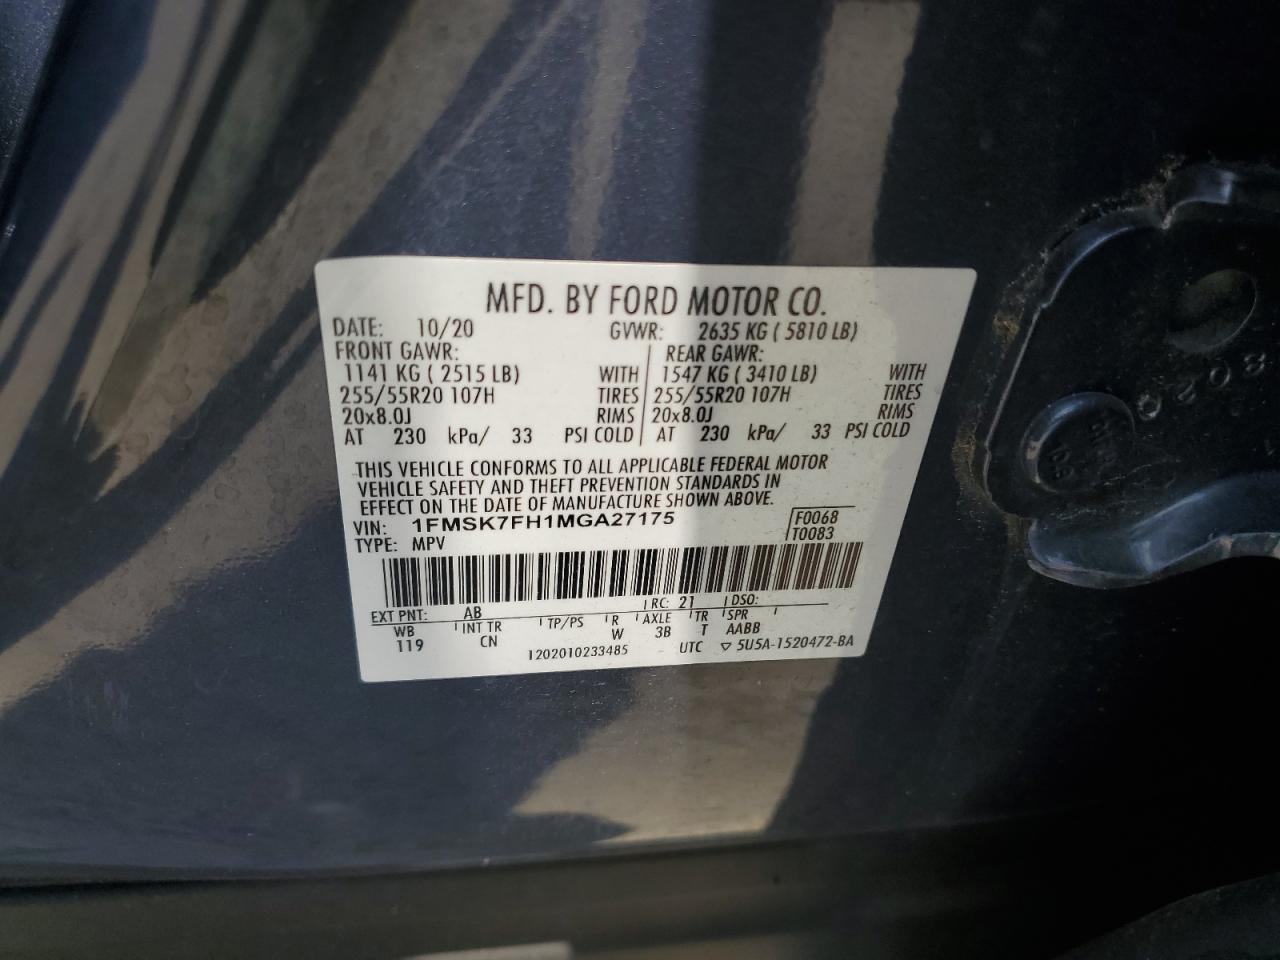 MFD. BY FORD MOTOR CO.
DATE: 10/20 GVWR: 2635 KG ( 5810 LB)
FRONT GAWR: REAR GAWR:
1141 KG ( 2515 LB) WITH 1547 KG ( 3410 LB) WITH
255/55R20 107H TIRES 255/55R20 107H TIRES
20x8.0J RIMS 20x8.0J RIMS
AT 230 kPa/ 33 PSI COLD AT 230 kPa/ 33 PSI COLD
THIS VEHICLE CONFORMS TO ALL APPLICABLE FEDERAL MOTOR
VEHICLE SAFETY AND THEFT PREVENTION STANDARDS IN
EFFECT ON THE DATE OF MANUFACTURE SHOWN ABOVE.
VIN: 1FMSK7FH1MGA27175 F0068
TYPE: MPV T0083
EXT PNT: AB RC: 21 DSO:
WB INT TR TP/PS R AXLE TR SPR
119 CN W 3B T AABB
1202010233485 UTC ▽ 5U5A-1520472-BA